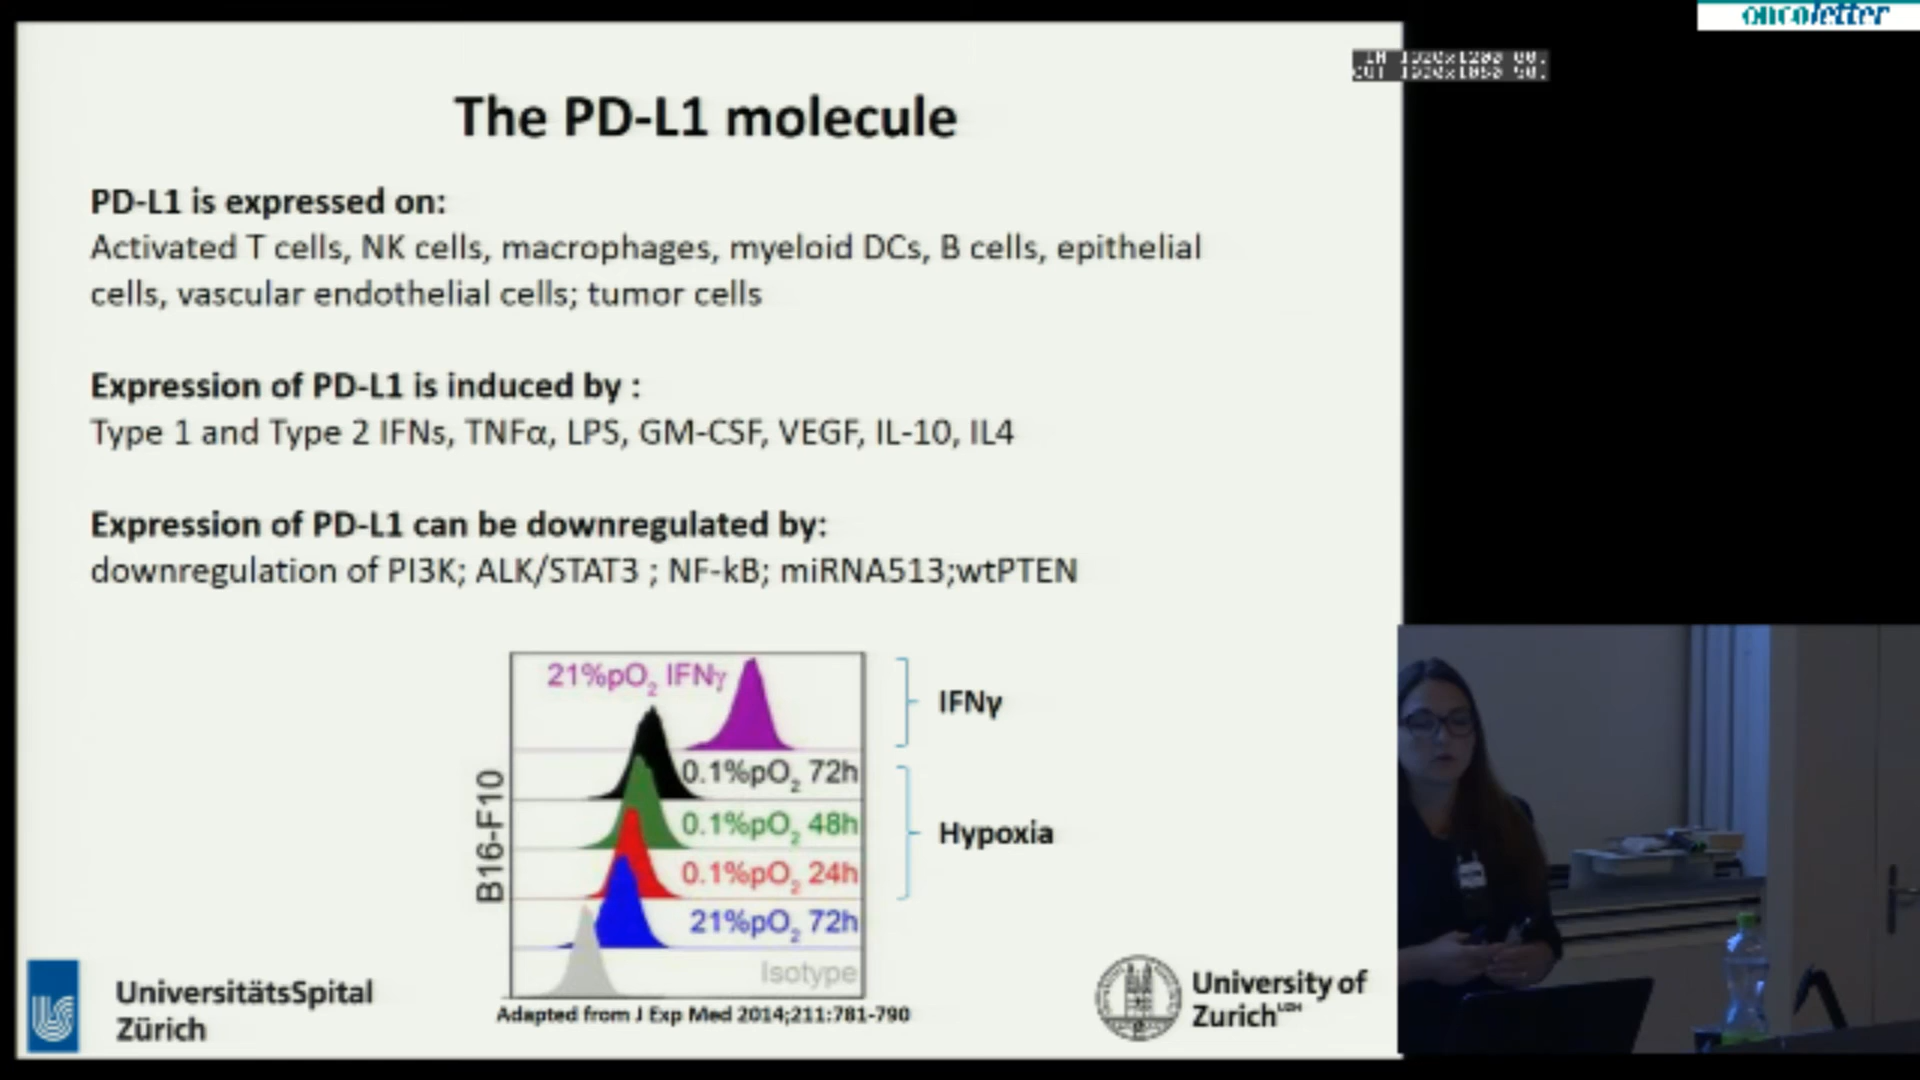 oncoletter
The PD-L1 molecule
PD-L1 is expressed on:
Activated T cells, NK cells, macrophages, myeloid DCs, B cells, epithelial
cells, vascular endothelial cells; tumor cells
Expression of PD-L1 is induced by :
Type 1 and Type 2 IFNs, TNFα, LPS, GM-CSF, VEGF, IL-10, IL4
Expression of PD-L1 can be downregulated by:
downregulation of PI3K; ALK/STAT3 ; NF-kB; miRNA513;wtPTEN
21%pO₂ IFNγ
IFNγ
0.1%pO₂ 72h
0.1%pO₂ 48h
Hypoxia
0.1%pO₂ 24h
21%pO₂ 72h
Isotype
B16-F10
Adapted from J Exp Med 2014;211:781-790
UniversitätsSpital
Zürich
University of
Zurich